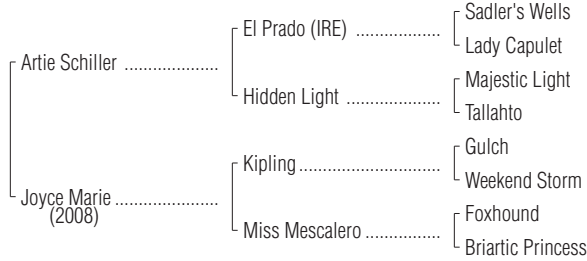 Sadler's Wells
El Prado (IRE) ..................
Lady Capulet
Artie Schiller ....................
Majestic Light
Hidden Light ....................
Tallahto
Gulch
Kipling ..............................
Weekend Storm
Joyce Marie ......................
(2008)
Foxhound
Miss Mescalero ................
Briartic Princess